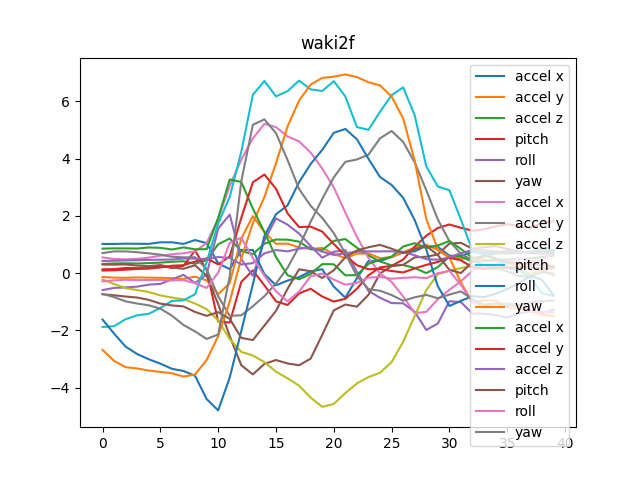 waki2f
6
4
2
0
−2
−4
0
5
10
15
20
25
30
35
40
accel x
accel y
accel z
pitch
roll
yaw
accel x
accel y
accel z
pitch
roll
yaw
accel x
accel y
accel z
pitch
roll
yaw